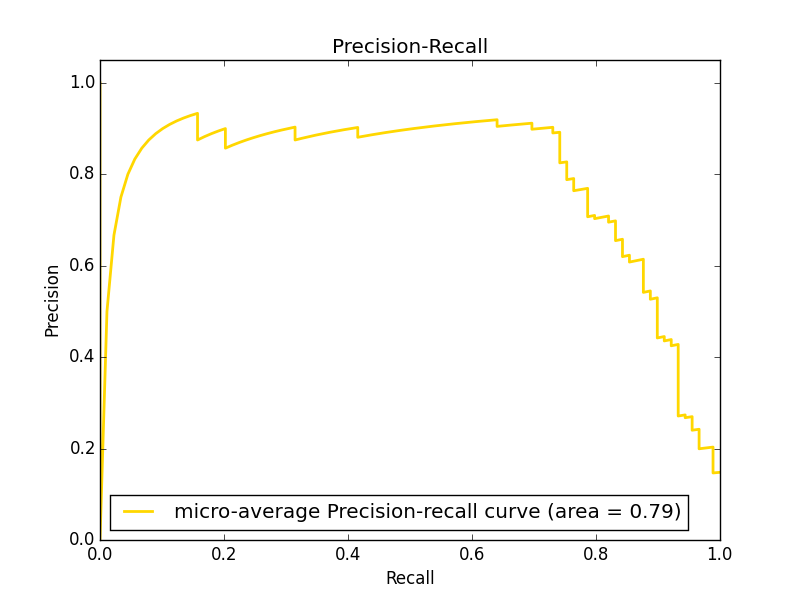 Precision-Recall
1.0
0.8
0.6
0.4
0.2
0.0
Precision
micro-average Precision-recall curve (area = 0.79)
0.0 0.2 0.4 0.6 0.8 1.0
Recall